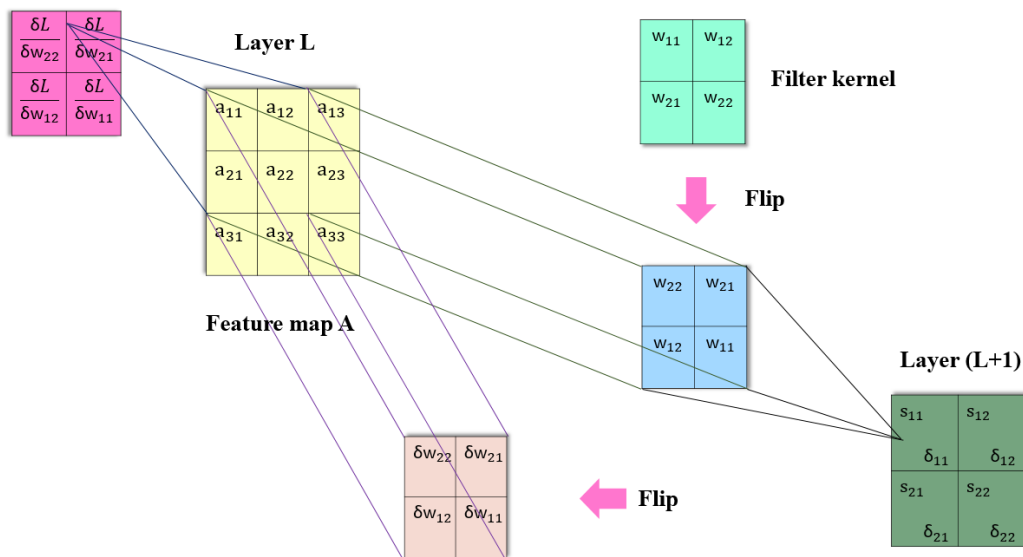 δL δL
δw₂₂ δw₂₁
δL δL
δw₁₂ δw₁₁
Layer L
a₁₁ a₁₂ a₁₃
a₂₁ a₂₂ a₂₃
a₃₁ a₃₂ a₃₃
Feature map A
w₁₁ w₁₂
w₂₁ w₂₂
Filter kernel
Flip
w₂₂ w₂₁
w₁₂ w₁₁
Layer (L+1)
s₁₁ s₁₂
δ₁₁ δ₁₂
s₂₁ s₂₂
δ₂₁ δ₂₂
Flip
δw₂₂ δw₂₁
δw₁₂ δw₁₁